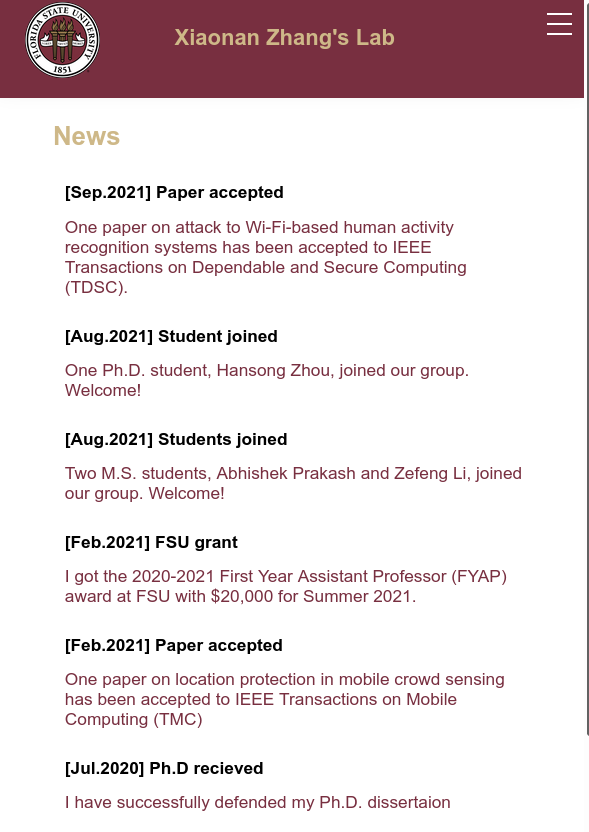 FLORIDA STATE UNIVERSITY
1851
Xiaonan Zhang's Lab
News
[Sep.2021] Paper accepted
One paper on attack to Wi-Fi-based human activity
recognition systems has been accepted to IEEE
Transactions on Dependable and Secure Computing
(TDSC).
[Aug.2021] Student joined
One Ph.D. student, Hansong Zhou, joined our group.
Welcome!
[Aug.2021] Students joined
Two M.S. students, Abhishek Prakash and Zefeng Li, joined
our group. Welcome!
[Feb.2021] FSU grant
I got the 2020-2021 First Year Assistant Professor (FYAP)
award at FSU with $20,000 for Summer 2021.
[Feb.2021] Paper accepted
One paper on location protection in mobile crowd sensing
has been accepted to IEEE Transactions on Mobile
Computing (TMC)
[Jul.2020] Ph.D recieved
I have successfully defended my Ph.D. dissertaion